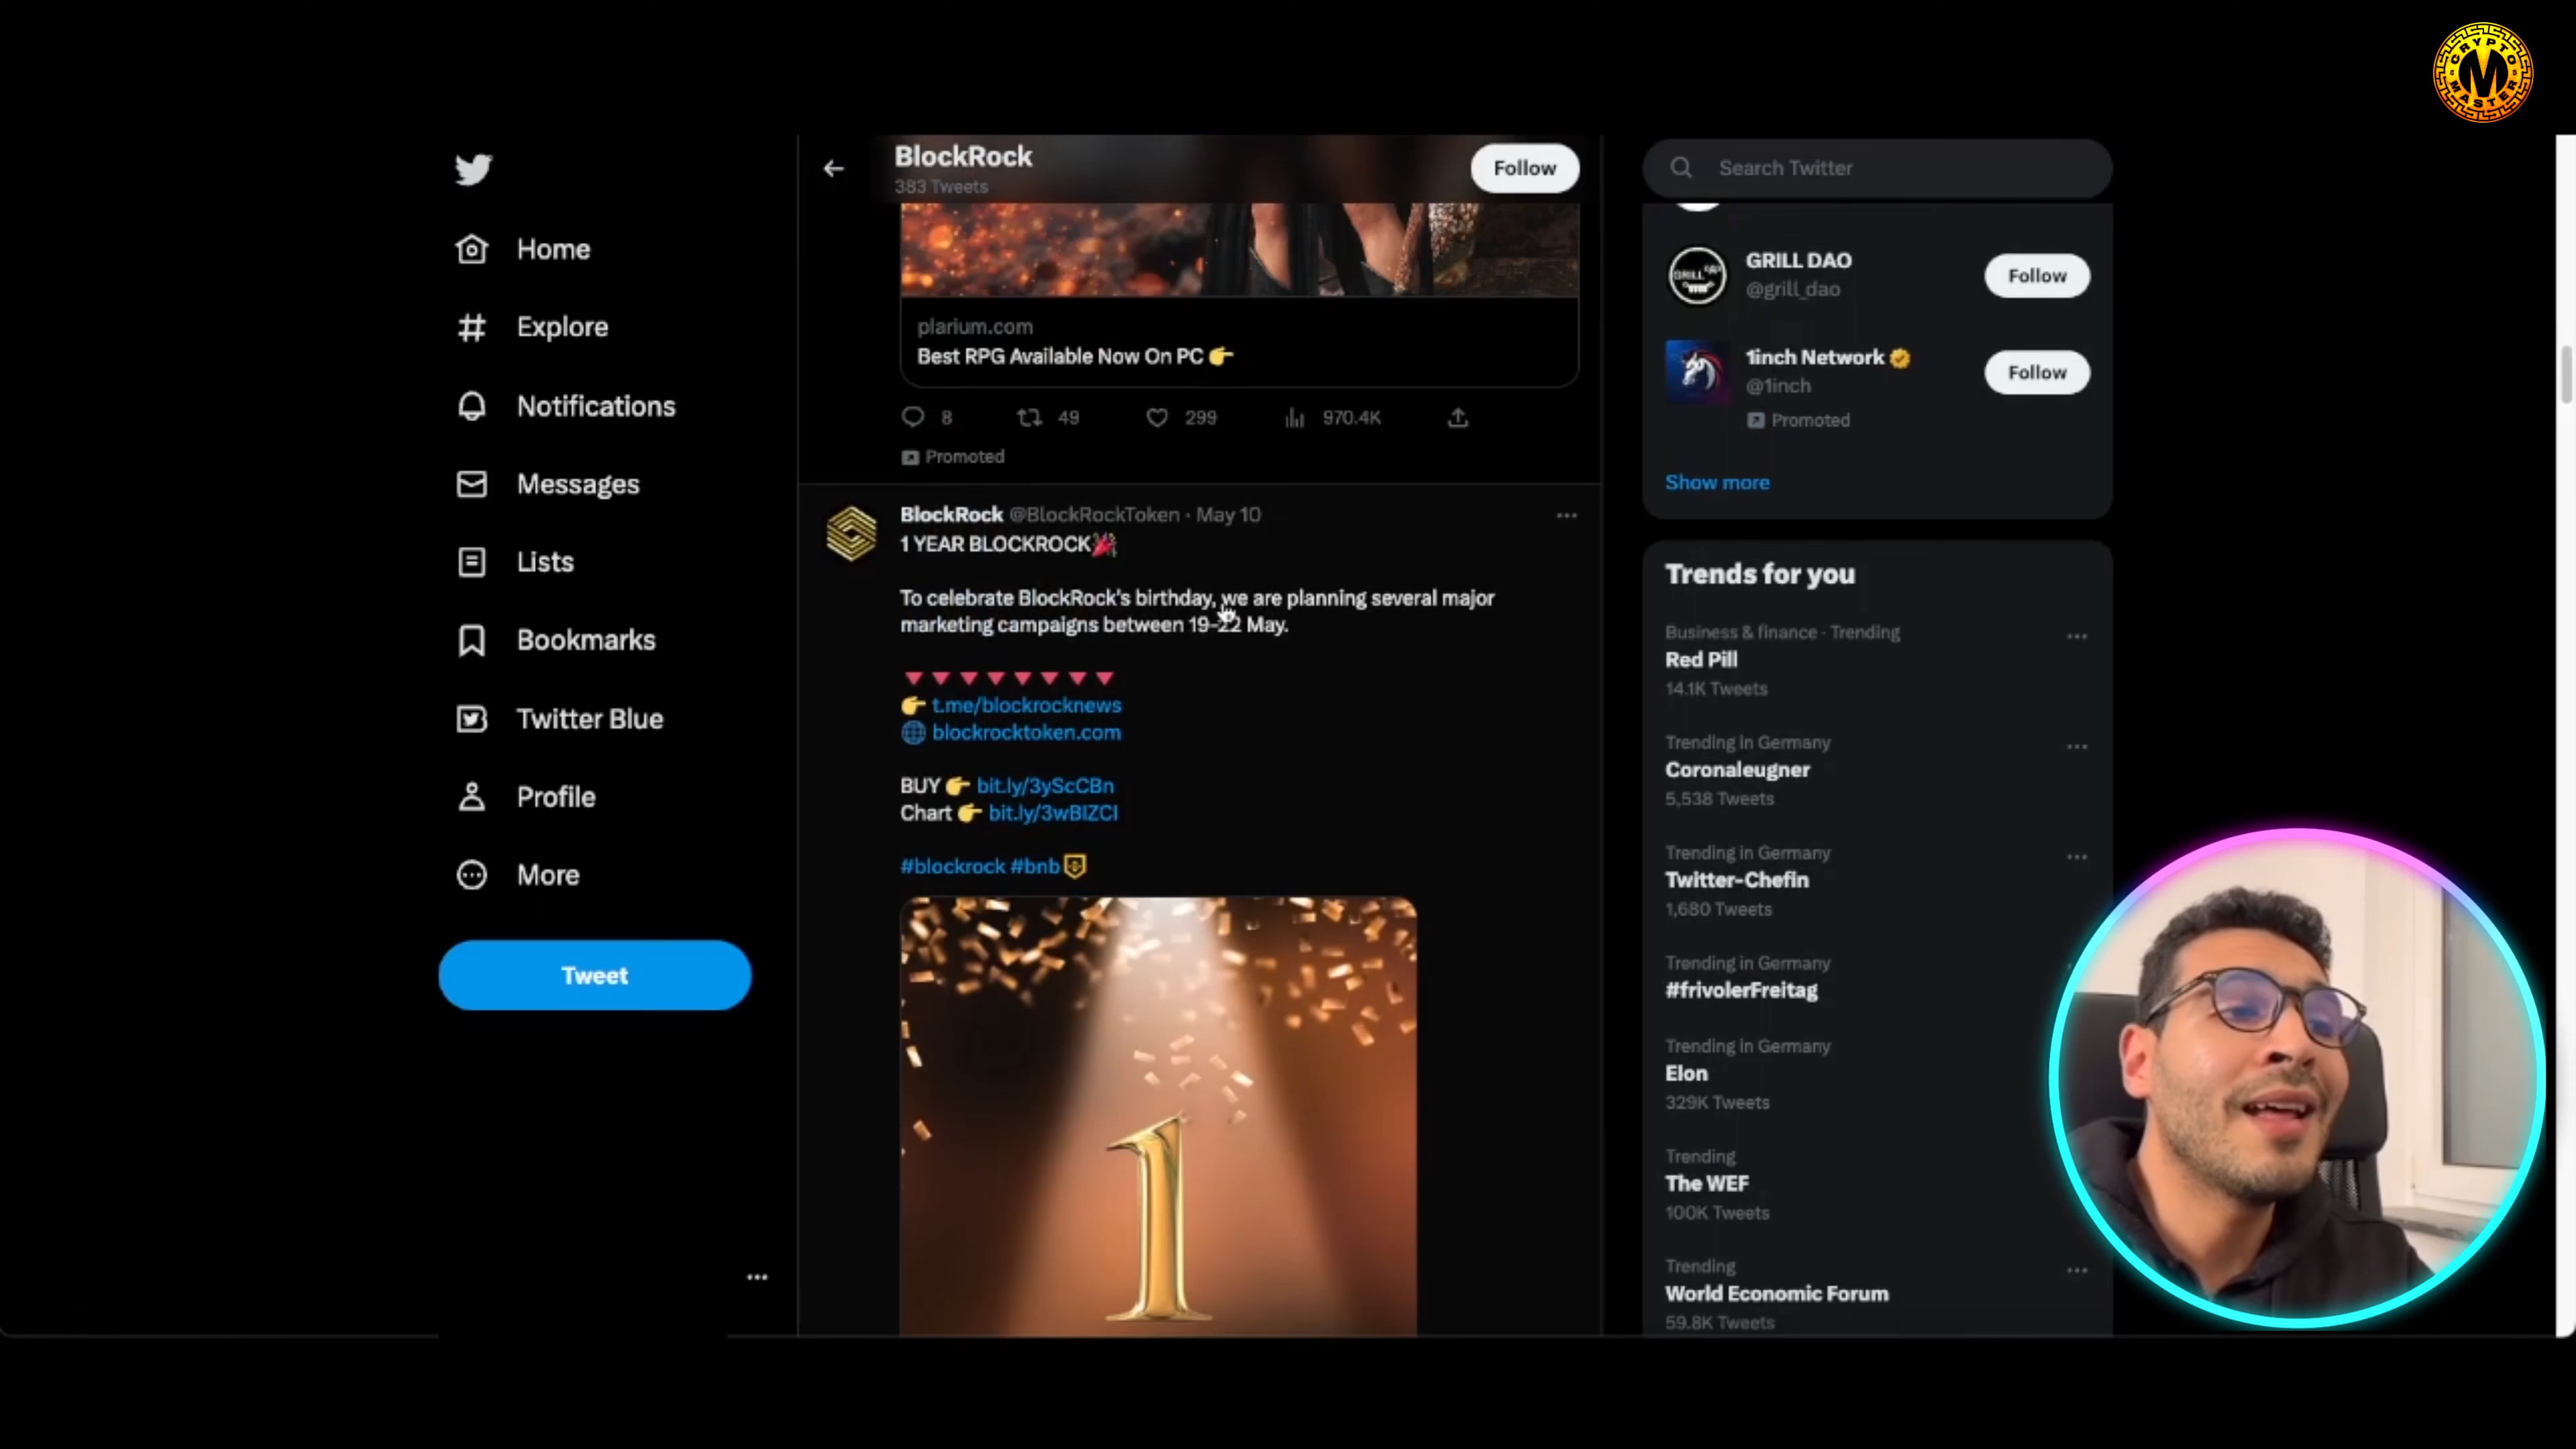 CRYPTO
MASTER
Home
Explore
Notifications
Messages
Lists
Bookmarks
Twitter Blue
Profile
More
Tweet
BlockRock
383 Tweets
Follow
plarium.com
Best RPG Available Now On PC 👉
8 49 299 970.4K
Promoted
BlockRock @BlockRockToken · May 10
1 YEAR BLOCKROCK🎉
To celebrate BlockRock's birthday, we are planning several major
marketing campaigns between 19-22 May.
🔻🔻🔻🔻🔻🔻🔻🔻
👉 t.me/blockrocknews
🌐 blockrocktoken.com
BUY 👉 bit.ly/3yScCBn
Chart 👉 bit.ly/3wBIZCI
#blockrock #bnb
1
Search Twitter
GRILL DAO
@grill_dao
Follow
1inch Network
@1inch
Follow
Promoted
Show more
Trends for you
Business & finance · Trending
Red Pill
14.1K Tweets
Trending in Germany
Coronaleugner
5,538 Tweets
Trending in Germany
Twitter-Chefin
1,680 Tweets
Trending in Germany
#frivolerFreitag
Trending in Germany
Elon
329K Tweets
Trending
The WEF
100K Tweets
Trending
World Economic Forum
59.8K Tweets